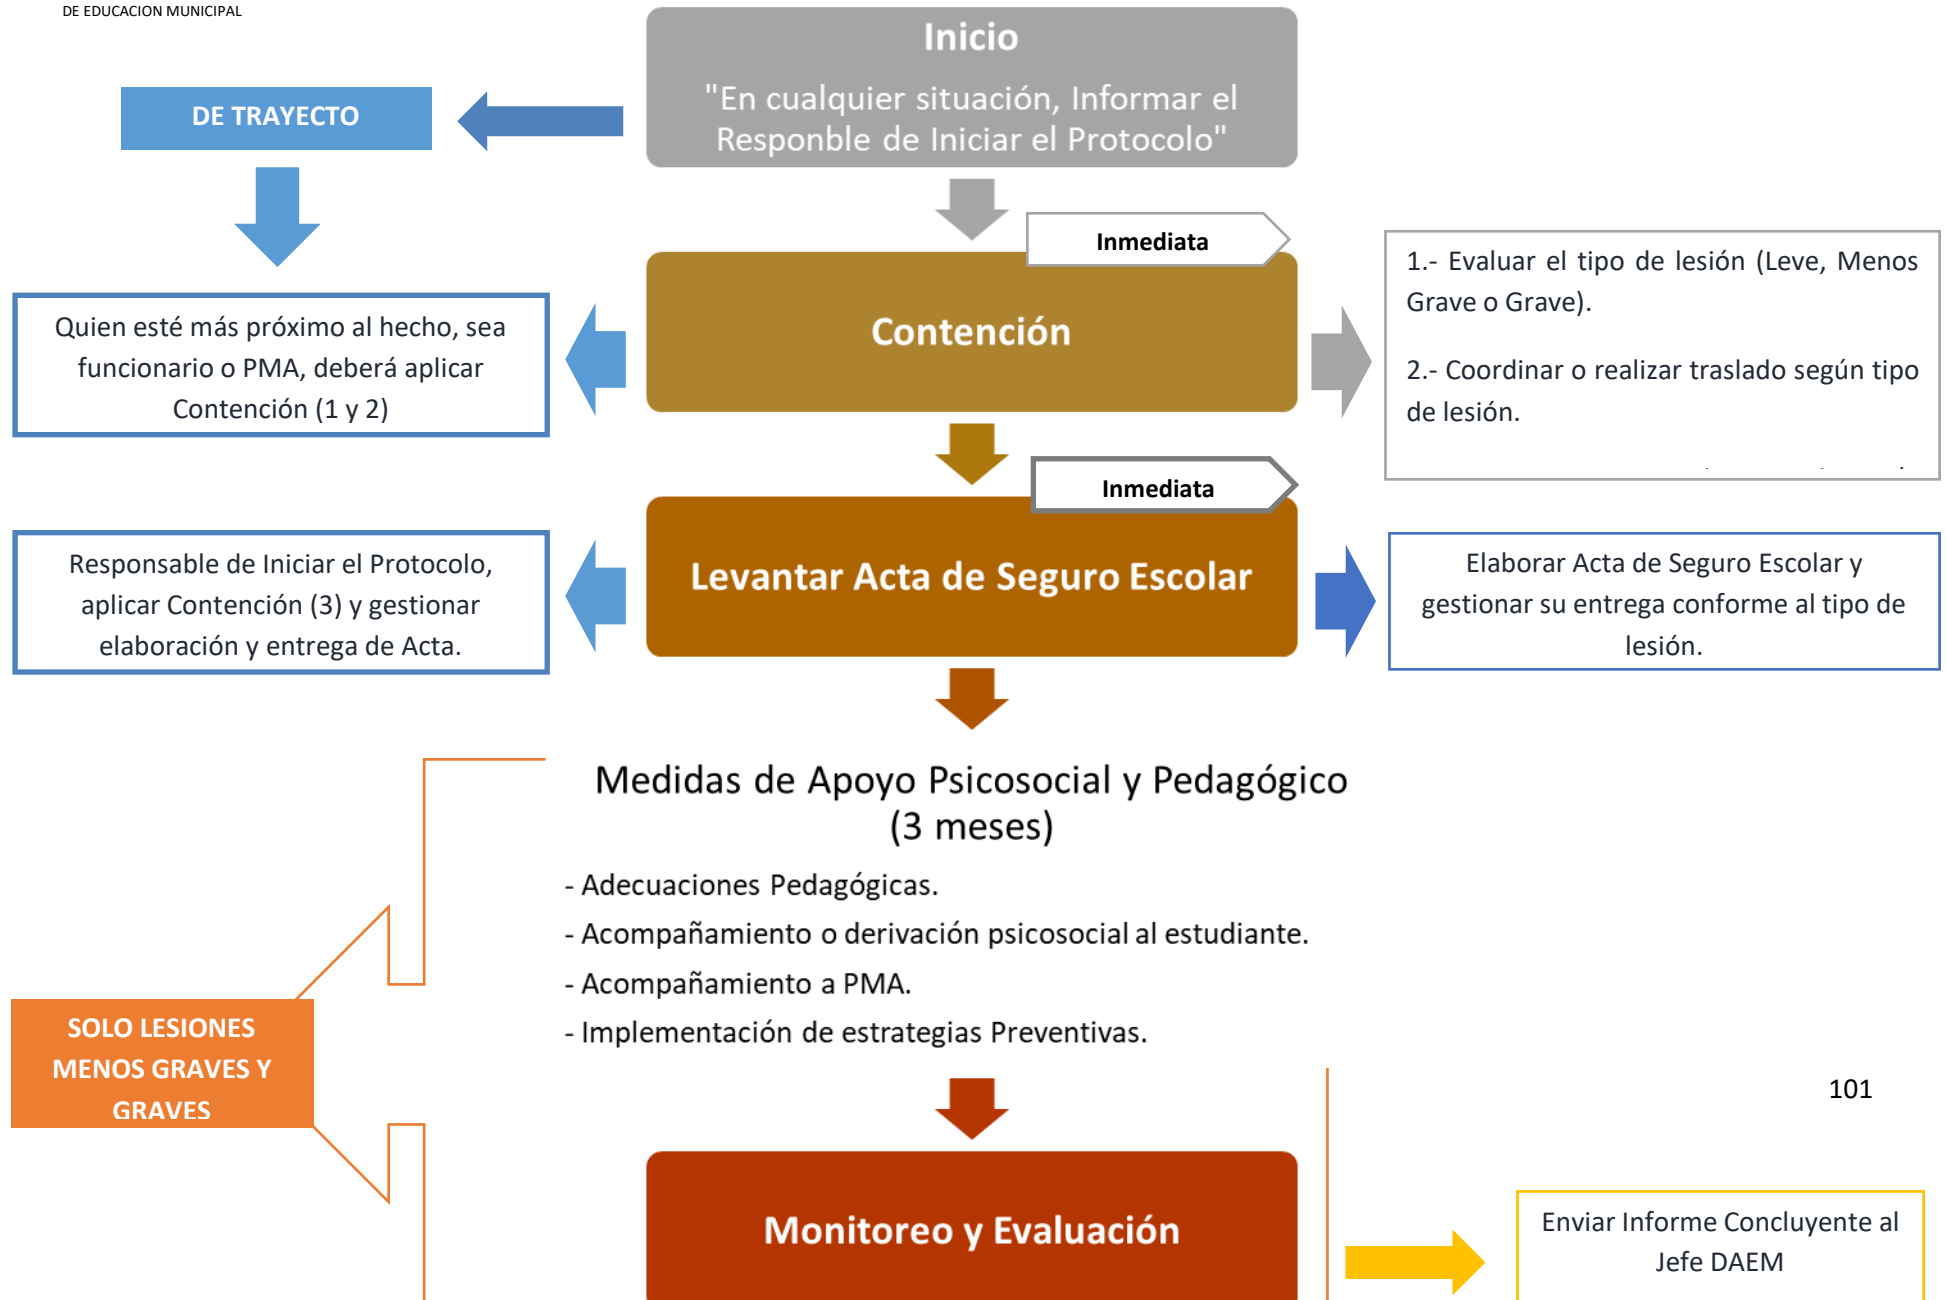 DE EDUCACION MUNICIPAL
Inicio
"En cualquier situación, Informar el
Responble de Iniciar el Protocolo"
DE TRAYECTO
Inmediata
Contención
1.- Evaluar el tipo de lesión (Leve, Menos
Grave o Grave).
2.- Coordinar o realizar traslado según tipo
de lesión.
Quien esté más próximo al hecho, sea
funcionario o PMA, deberá aplicar
Contención (1 y 2)
Inmediata
Levantar Acta de Seguro Escolar
Responsable de Iniciar el Protocolo,
aplicar Contención (3) y gestionar
elaboración y entrega de Acta.
Elaborar Acta de Seguro Escolar y
gestionar su entrega conforme al tipo de
lesión.
Medidas de Apoyo Psicosocial y Pedagógico
(3 meses)
- Adecuaciones Pedagógicas.
- Acompañamiento o derivación psicosocial al estudiante.
- Acompañamiento a PMA.
- Implementación de estrategias Preventivas.
SOLO LESIONES
MENOS GRAVES Y
GRAVES
101
Monitoreo y Evaluación
Enviar Informe Concluyente al
Jefe DAEM